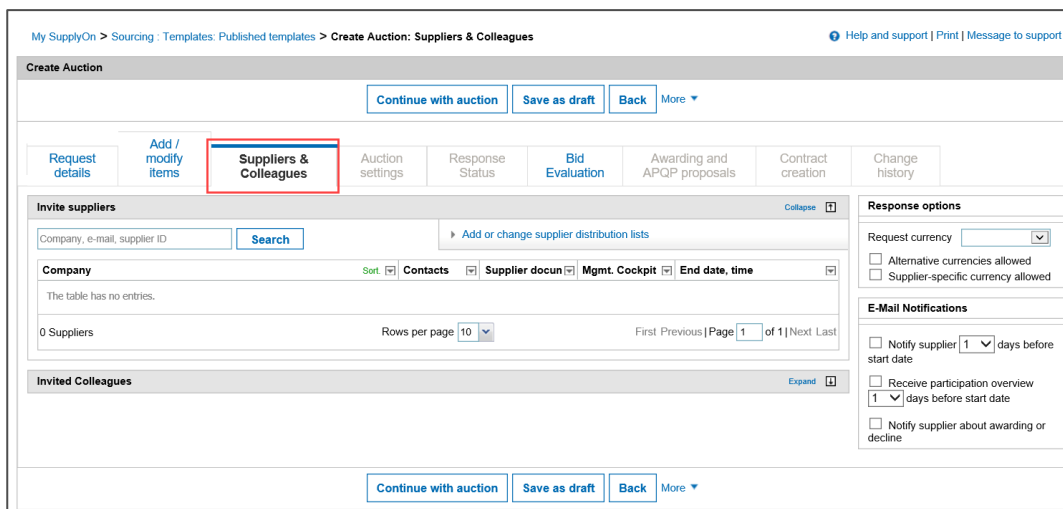 My SupplyOn > Sourcing : Templates: Published templates > Create Auction: Suppliers & Colleagues
Help and support | Print | Message to support
Create Auction
Continue with auction Save as draft Back More
Request details
Add / modify items
Suppliers & Colleagues
Auction settings
Response Status
Bid Evaluation
Awarding and APQP proposals
Contract creation
Change history
Invite suppliers Collapse
Company, e-mail, supplier ID Search
Add or change supplier distribution lists
Company Sort. Contacts Supplier docun Mgmt. Cockpit End date, time
The table has no entries.
0 Suppliers Rows per page 10 First Previous | Page 1 of 1 | Next Last
Invited Colleagues Expand
Response options
Request currency
Alternative currencies allowed
Supplier-specific currency allowed
E-Mail Notifications
Notify supplier 1 days before
start date
Receive participation overview
1 days before start date
Notify supplier about awarding or
decline
Continue with auction Save as draft Back More